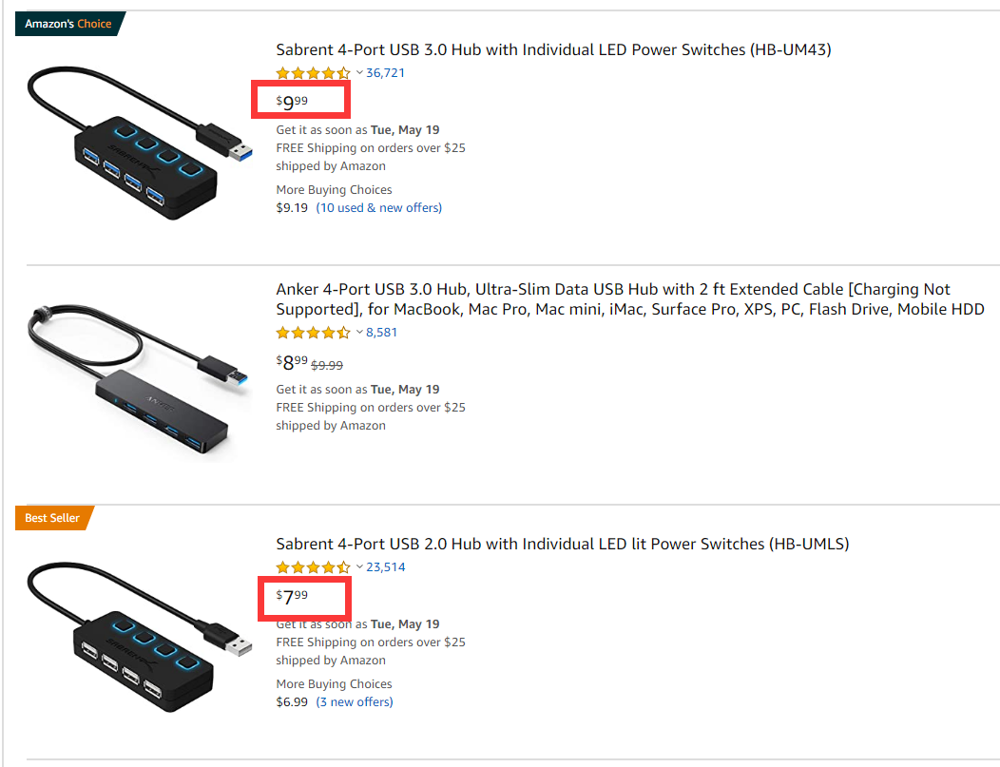 Amazon's Choice
Sabrent 4-Port USB 3.0 Hub with Individual LED Power Switches (HB-UM43)
36,721
$999
Get it as soon as Tue, May 19
FREE Shipping on orders over $25
shipped by Amazon
More Buying Choices
$9.19 (10 used & new offers)
SABRENT
Anker 4-Port USB 3.0 Hub, Ultra-Slim Data USB Hub with 2 ft Extended Cable [Charging Not
Supported], for MacBook, Mac Pro, Mac mini, iMac, Surface Pro, XPS, PC, Flash Drive, Mobile HDD
8,581
$899 $9.99
Get it as soon as Tue, May 19
FREE Shipping on orders over $25
shipped by Amazon
ANKER
Best Seller
Sabrent 4-Port USB 2.0 Hub with Individual LED lit Power Switches (HB-UMLS)
23,514
$799
Get it as soon as Tue, May 19
FREE Shipping on orders over $25
shipped by Amazon
More Buying Choices
$6.99 (3 new offers)
SABRENT